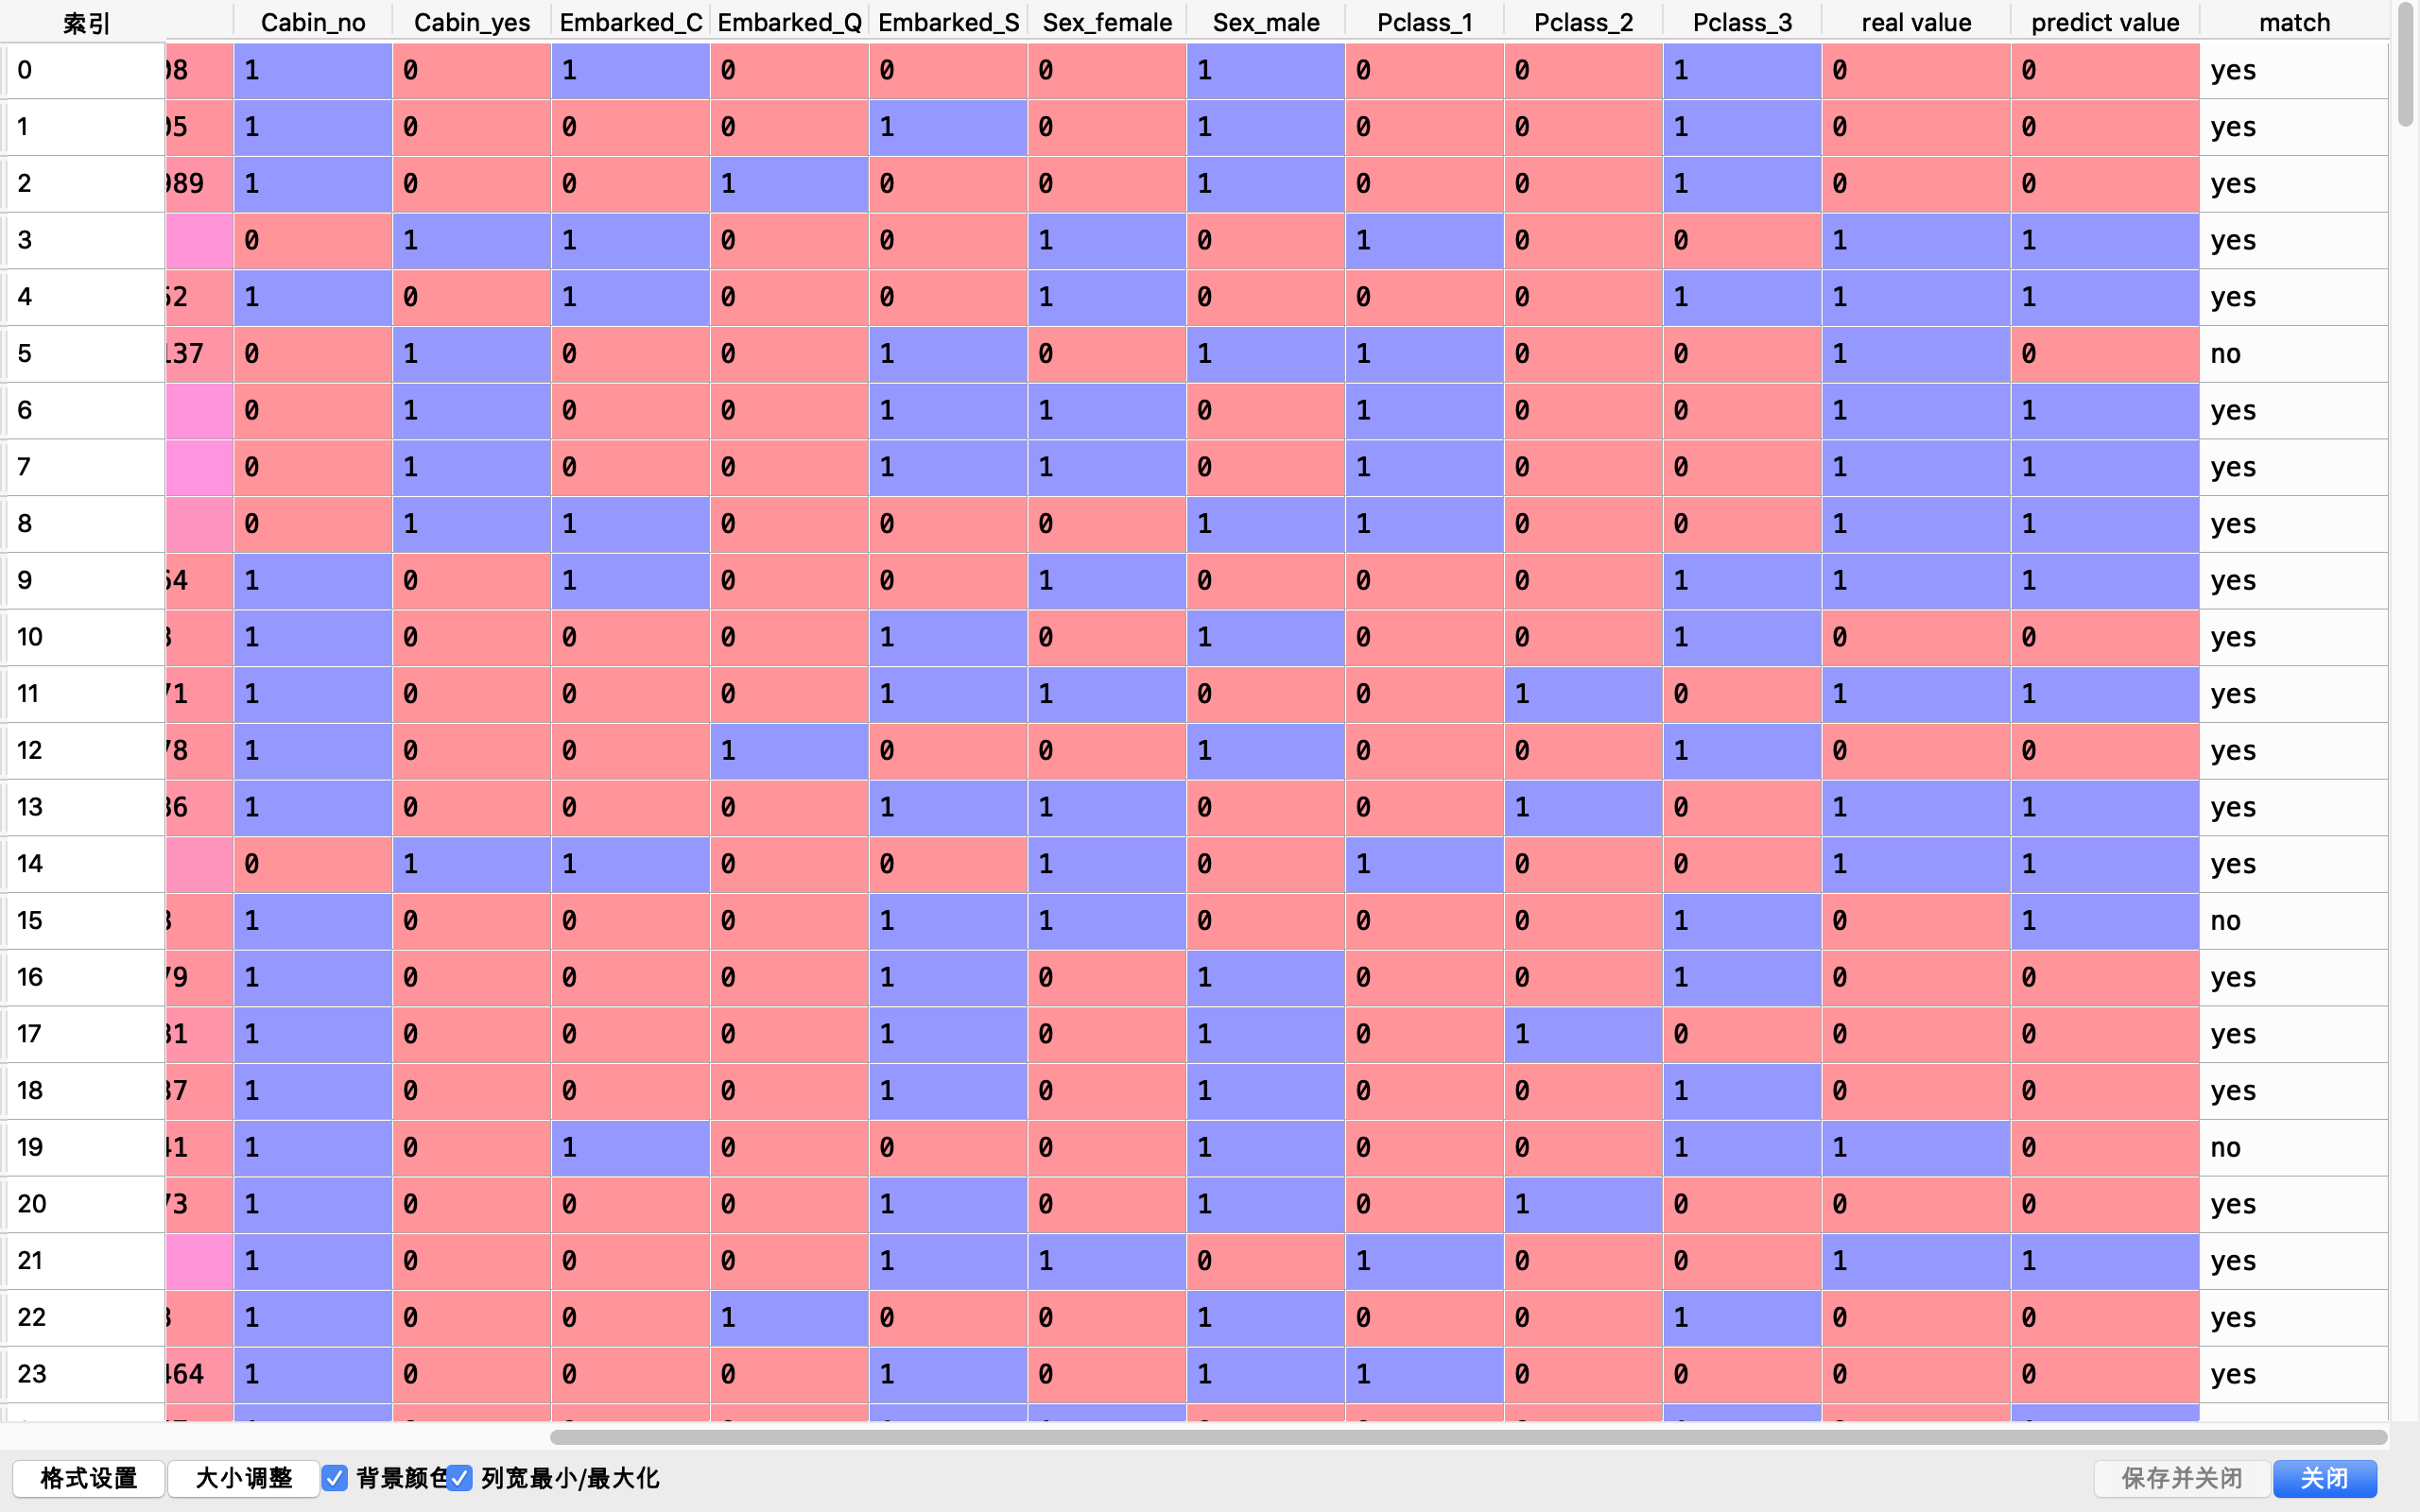 索引 Cabin_no Cabin_yes Embarked_C Embarked_Q Embarked_S Sex_female Sex_male Pclass_1 Pclass_2 Pclass_3 real value predict value match
0 98 1 0 1 0 0 0 1 0 0 1 0 0 yes
1 05 1 0 0 0 1 0 1 0 0 1 0 0 yes
2 989 1 0 0 1 0 0 1 0 0 1 0 0 yes
3 0 1 1 0 0 1 0 1 0 0 1 1 yes
4 52 1 0 1 0 0 1 0 0 0 1 1 1 yes
5 137 0 1 0 0 1 0 1 1 0 0 1 0 no
6 0 1 0 0 1 1 0 1 0 0 1 1 yes
7 0 1 0 0 1 1 0 1 0 0 1 1 yes
8 0 1 1 0 0 0 1 1 0 0 1 1 yes
9 64 1 0 1 0 0 1 0 0 0 1 1 1 yes
10 1 0 0 0 1 0 1 0 0 1 0 0 yes
11 71 1 0 0 0 1 1 0 0 1 0 1 1 yes
12 78 1 0 0 1 0 0 1 0 0 1 0 0 yes
13 36 1 0 0 0 1 1 0 0 1 0 1 1 yes
14 0 1 1 0 0 1 0 1 0 0 1 1 yes
15 1 0 0 0 1 1 0 0 0 1 0 1 no
16 79 1 0 0 0 1 0 1 0 0 1 0 0 yes
17 31 1 0 0 0 1 0 1 0 1 0 0 0 yes
18 37 1 0 0 0 1 0 1 0 0 1 0 0 yes
19 41 1 0 1 0 0 0 1 0 0 1 1 0 no
20 73 1 0 0 0 1 0 1 0 1 0 0 0 yes
21 1 0 0 0 1 1 0 1 0 0 1 1 yes
22 1 0 0 1 0 0 1 0 0 1 0 0 yes
23 464 1 0 0 0 1 0 1 1 0 0 0 0 yes
格式设置 大小调整 背景颜色 列宽最小/最大化 保存并关闭 关闭